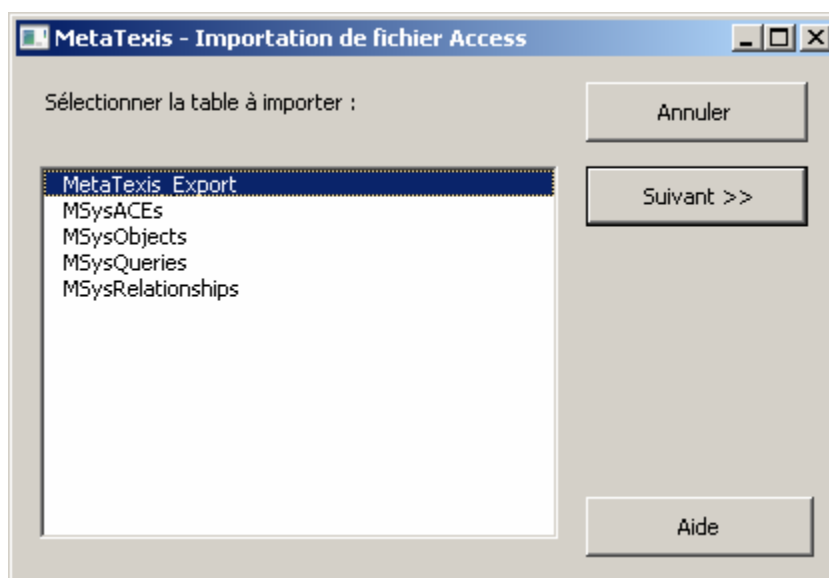 MetaTexis - Importation de fichier Access
Sélectionner la table à importer :
Annuler
MetaTexis_Export
Suivant >>
MSysACEs
MSysObjects
MSysQueries
MSysRelationships
Aide